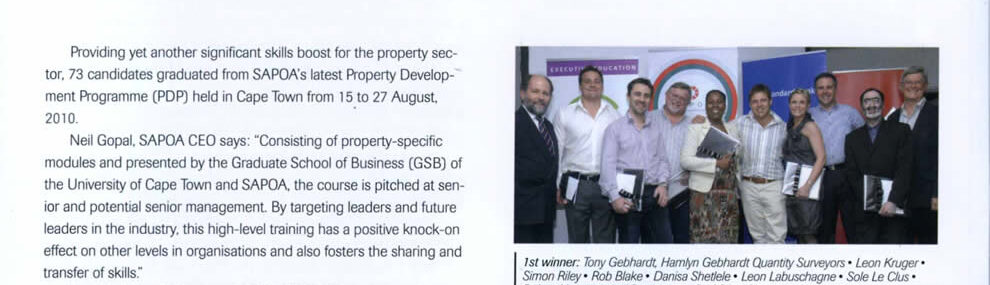 Providing yet another significant skills boost for the property sec-
tor, 73 candidates graduated from SAPOA's latest Property Develop-
ment Programme (PDP) held in Cape Town from 15 to 27 August,
2010.
Neil Gopal, SAPOA CEO says: “Consisting of property-specific
modules and presented by the Graduate School of Business (GSB) of
the University of Cape Town and SAPOA, the course is pitched at sen-
ior and potential senior management. By targeting leaders and future
leaders in the industry, this high-level training has a positive knock-on
effect on other levels in organisations and also fosters the sharing and
transfer of skills.”
EXECUTIVE EDUCATION
1st winner: Tony Gebhardt, Hamlyn Gebhardt Quantity Surveyors • Leon Kruger •
Simon Riley • Rob Blake • Danisa Shetlele • Leon Labuschagne • Sole Le Clus •